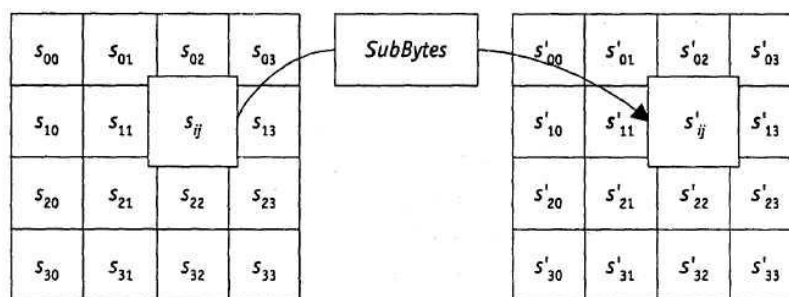 s₀₀ s₀₁ s₀₂ s₀₃ SubBytes s'₀₀ s'₀₁ s'₀₂ s'₀₃
s₁₀ s₁₁ sᵢⱼ s₁₃ s'₁₀ s'₁₁ s'ᵢⱼ s'₁₃
s₂₀ s₂₁ s₂₂ s₂₃ s'₂₀ s'₂₁ s'₂₂ s'₂₃
s₃₀ s₃₁ s₃₂ s₃₃ s'₃₀ s'₃₁ s'₃₂ s'₃₃